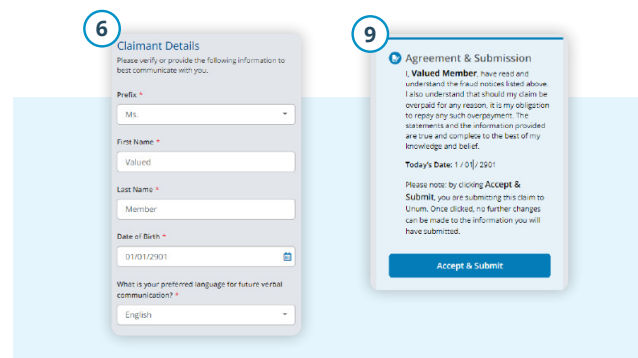 6
Claimant Details
Please verify or provide the following information to
best communicate with you.
Prefix *
Ms.
First Name *
Valued
Last Name *
Member
Date of Birth *
01/01/2901
What is your preferred language for future verbal
communication? *
English
9
Agreement & Submission
I, Valued Member, have read and
understand the fraud notices listed above.
I also understand that should my claim be
overpaid for any reason, it is my obligation
to repay any such overpayment. The
statements and the information provided
are true and complete to the best of my
knowledge and belief.
Today's Date: 1 / 01 / 2901
Please note: by clicking Accept &
Submit, you are submitting this claim to
Unum. Once clicked, no further changes
can be made to the information you will
have submitted.
Accept & Submit